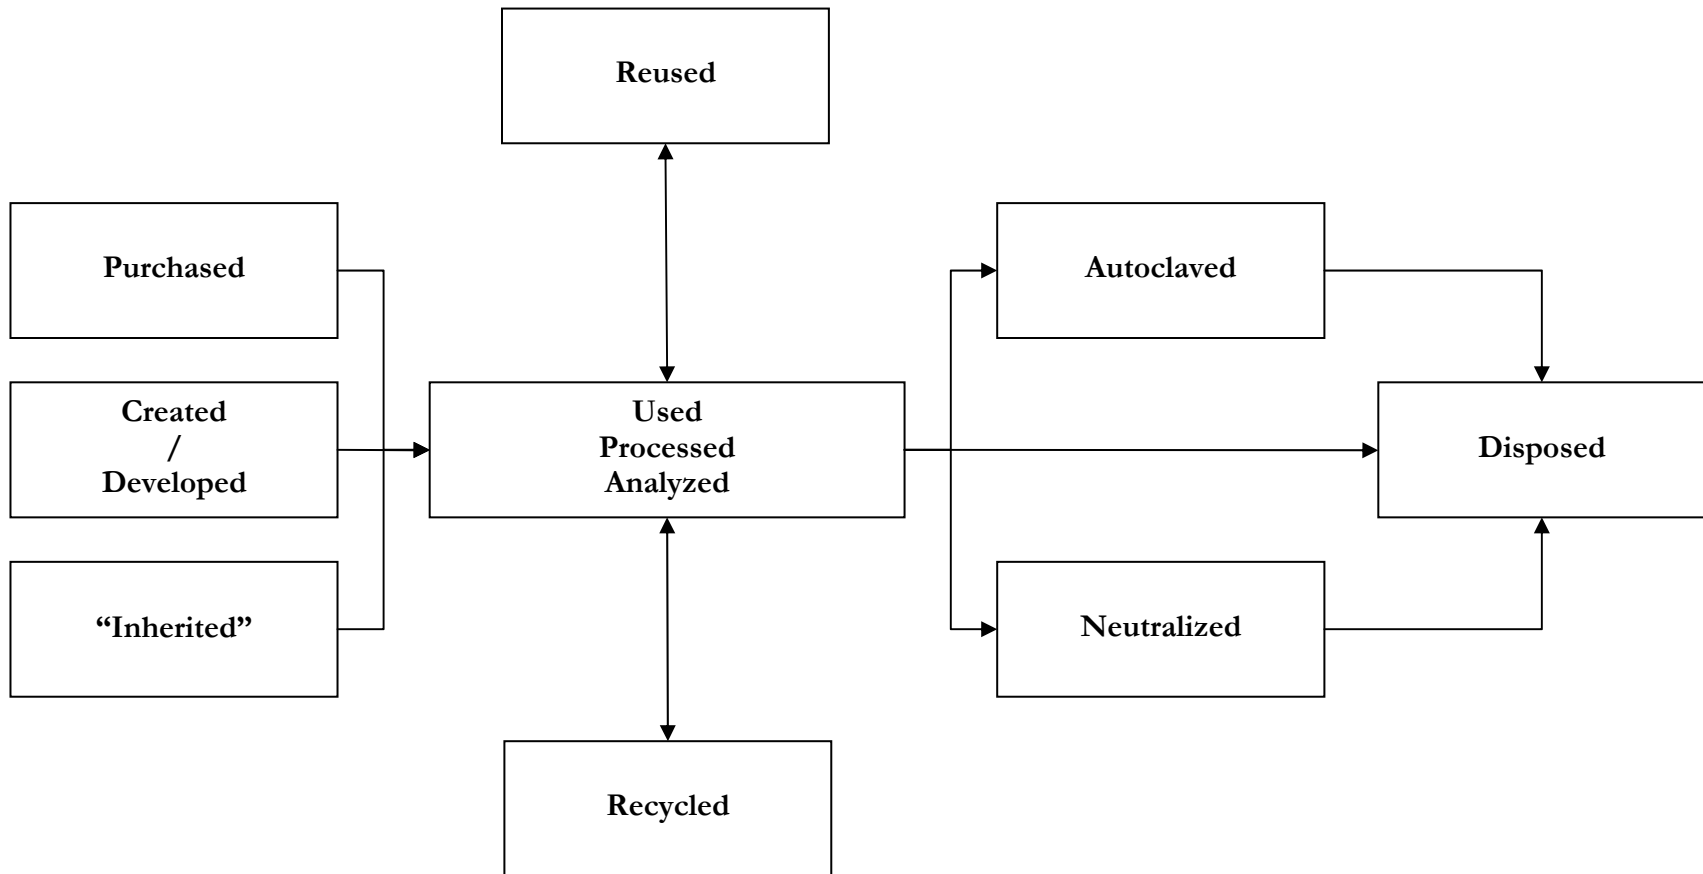 Reused
Purchased
Autoclaved
Created
/
Developed
Used
Processed
Analyzed
Disposed
“Inherited”
Neutralized
Recycled